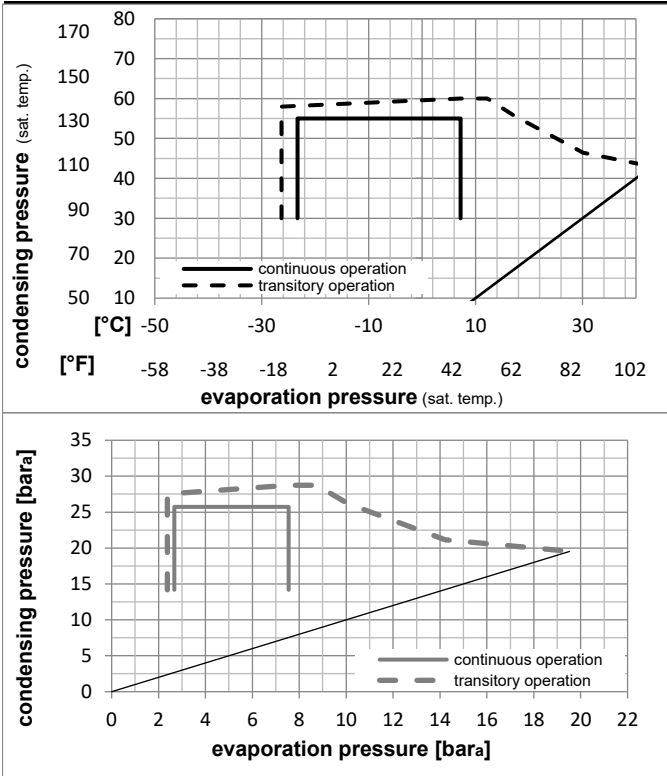 condensing pressure (sat. temp.)
170 80
150 70
130 60
110 50
90 40
70 30
50 20
10
continuous operation
transitory operation
[°C] -50 -30 -10 10 30
[°F] -58 -38 -18 2 22 42 62 82 102
evaporation pressure (sat. temp.)
condensing pressure [bara]
35
30
25
20
15
10
5
0
continuous operation
transitory operation
0 2 4 6 8 10 12 14 16 18 20 22
evaporation pressure [bara]